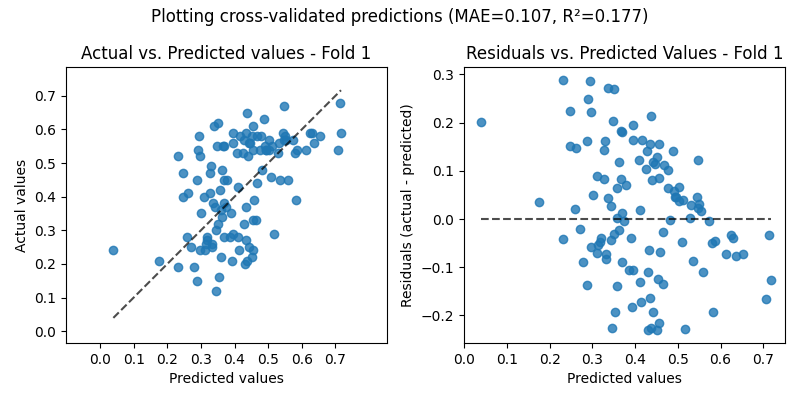 Plotting cross-validated predictions (MAE=0.107, R²=0.177)
Actual vs. Predicted values - Fold 1
Actual values
0.7
0.6
0.5
0.4
0.3
0.2
0.1
0.0
0.0 0.1 0.2 0.3 0.4 0.5 0.6 0.7
Predicted values
Residuals vs. Predicted Values - Fold 1
Residuals (actual - predicted)
0.3
0.2
0.1
0.0
−0.1
−0.2
0.0 0.1 0.2 0.3 0.4 0.5 0.6 0.7
Predicted values